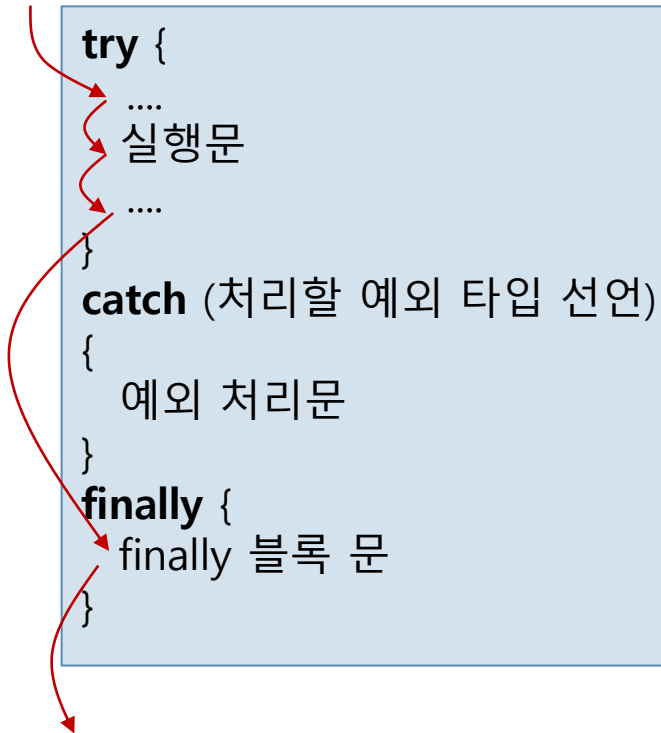 try {
....
실행문
....
}
catch (처리할 예외 타입 선언)
{
예외 처리문
}
finally {
finally 블록 문
}